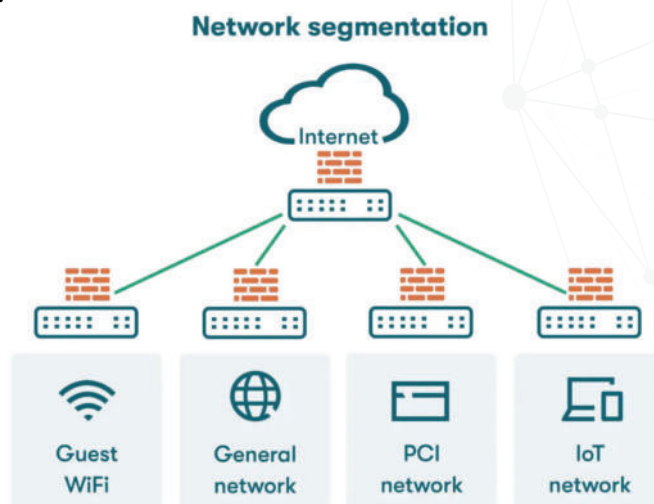 Network segmentation
Internet
Guest
WiFi
General
network
PCI
network
IoT
network